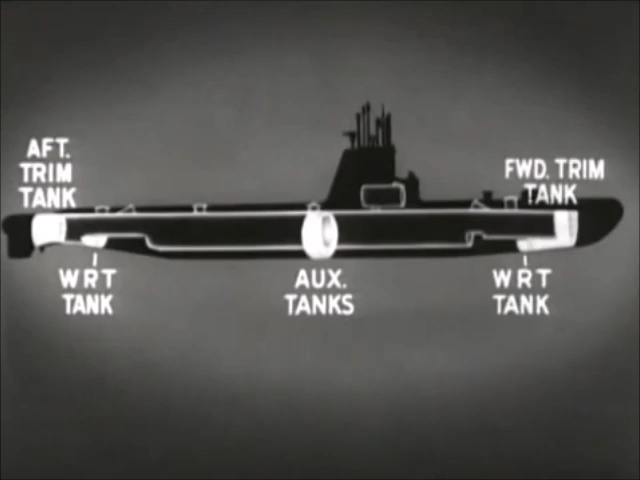 AFT.
TRIM
TANK
FWD. TRIM
TANK
WRT
TANK
AUX.
TANKS
WRT
TANK